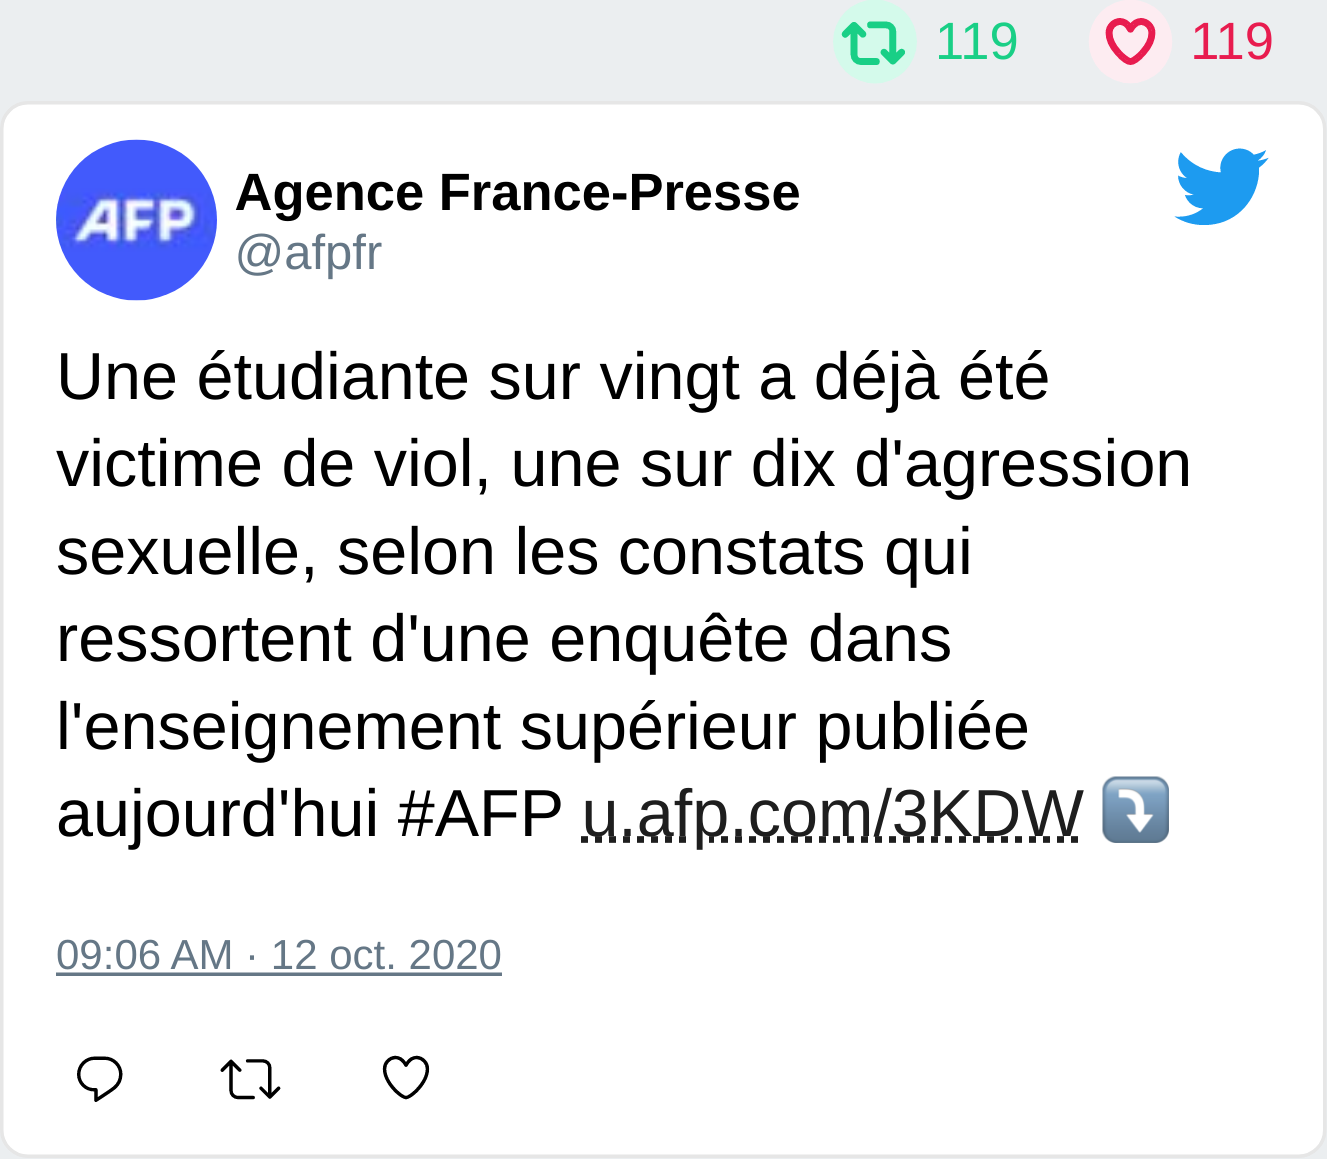 119 119
AFP
Agence France-Presse
@afpfr
Une étudiante sur vingt a déjà été
victime de viol, une sur dix d'agression
sexuelle, selon les constats qui
ressortent d'une enquête dans
l'enseignement supérieur publiée
aujourd'hui #AFP u.afp.com/3KDW ⤵️
09:06 AM · 12 oct. 2020